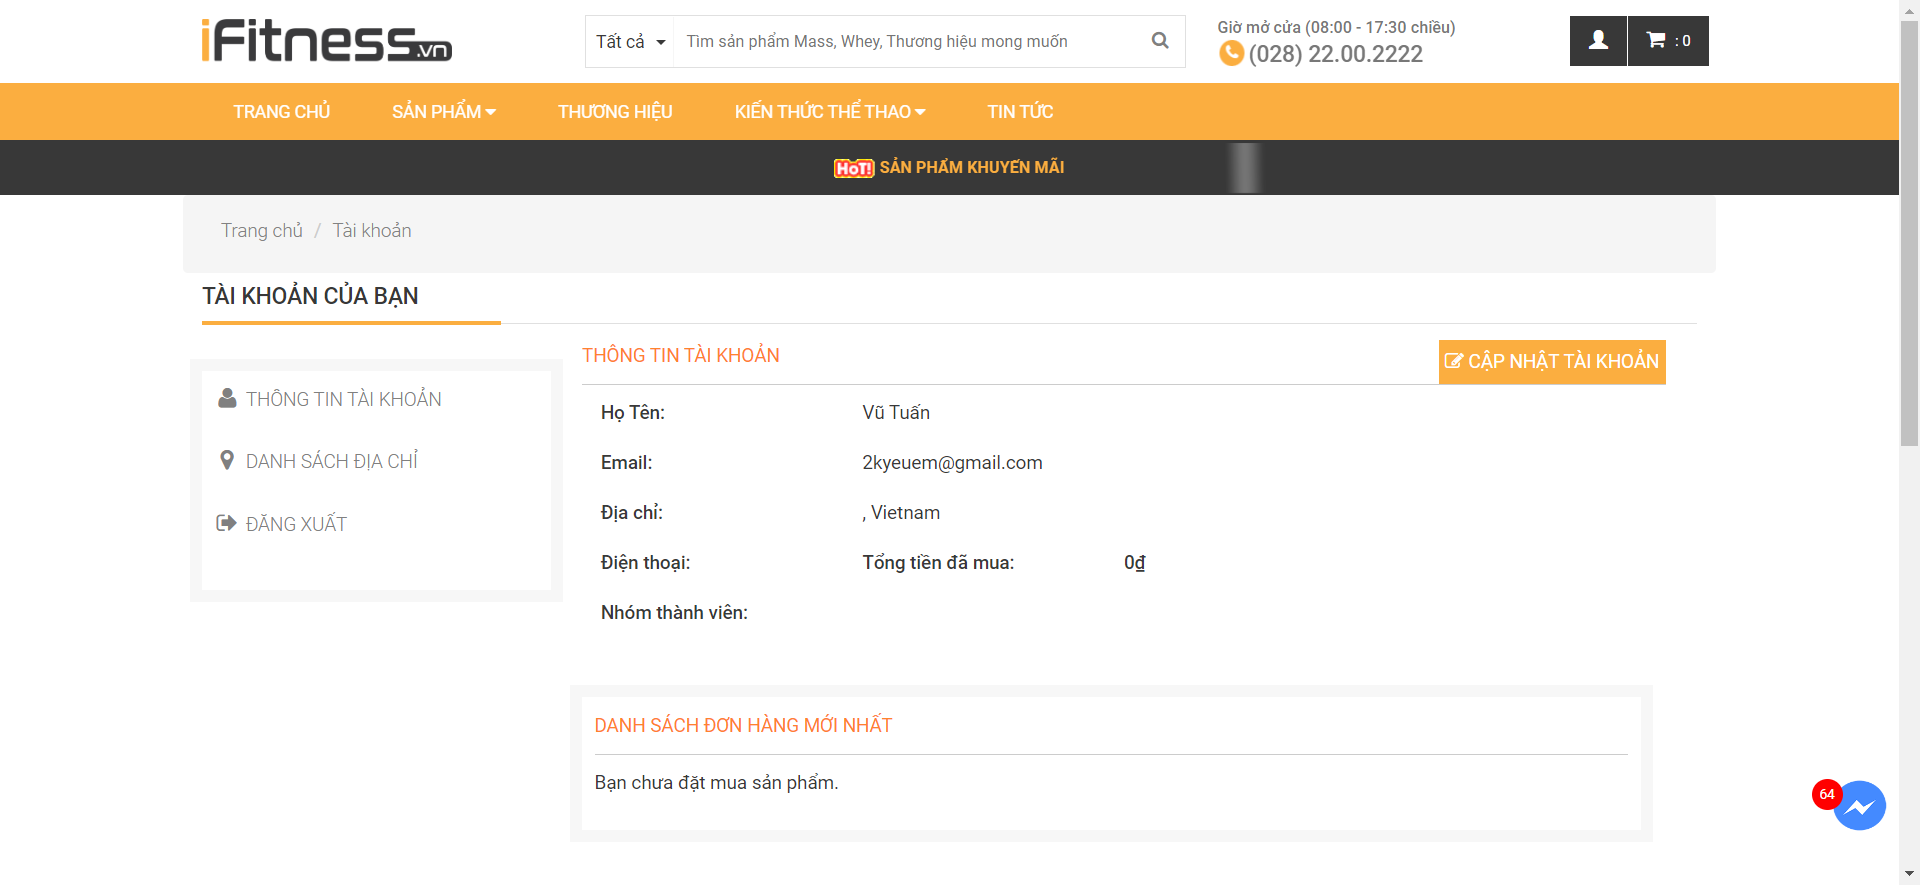 iFitness.vn
Tất cả
Tìm sản phẩm Mass, Whey, Thương hiệu mong muốn
Giờ mở cửa (08:00 - 17:30 chiều)
(028) 22.00.2222
: 0
TRANG CHỦ SẢN PHẨM THƯƠNG HIỆU KIẾN THỨC THỂ THAO TIN TỨC
HOT! SẢN PHẨM KHUYẾN MÃI
Trang chủ / Tài khoản
TÀI KHOẢN CỦA BẠN
THÔNG TIN TÀI KHOẢN
DANH SÁCH ĐỊA CHỈ
ĐĂNG XUẤT
THÔNG TIN TÀI KHOẢN
CẬP NHẬT TÀI KHOẢN
Họ Tên: Vũ Tuấn
Email: 2kyeuem@gmail.com
Địa chỉ: , Vietnam
Điện thoại: Tổng tiền đã mua: 0₫
Nhóm thành viên:
DANH SÁCH ĐƠN HÀNG MỚI NHẤT
Bạn chưa đặt mua sản phẩm.
64